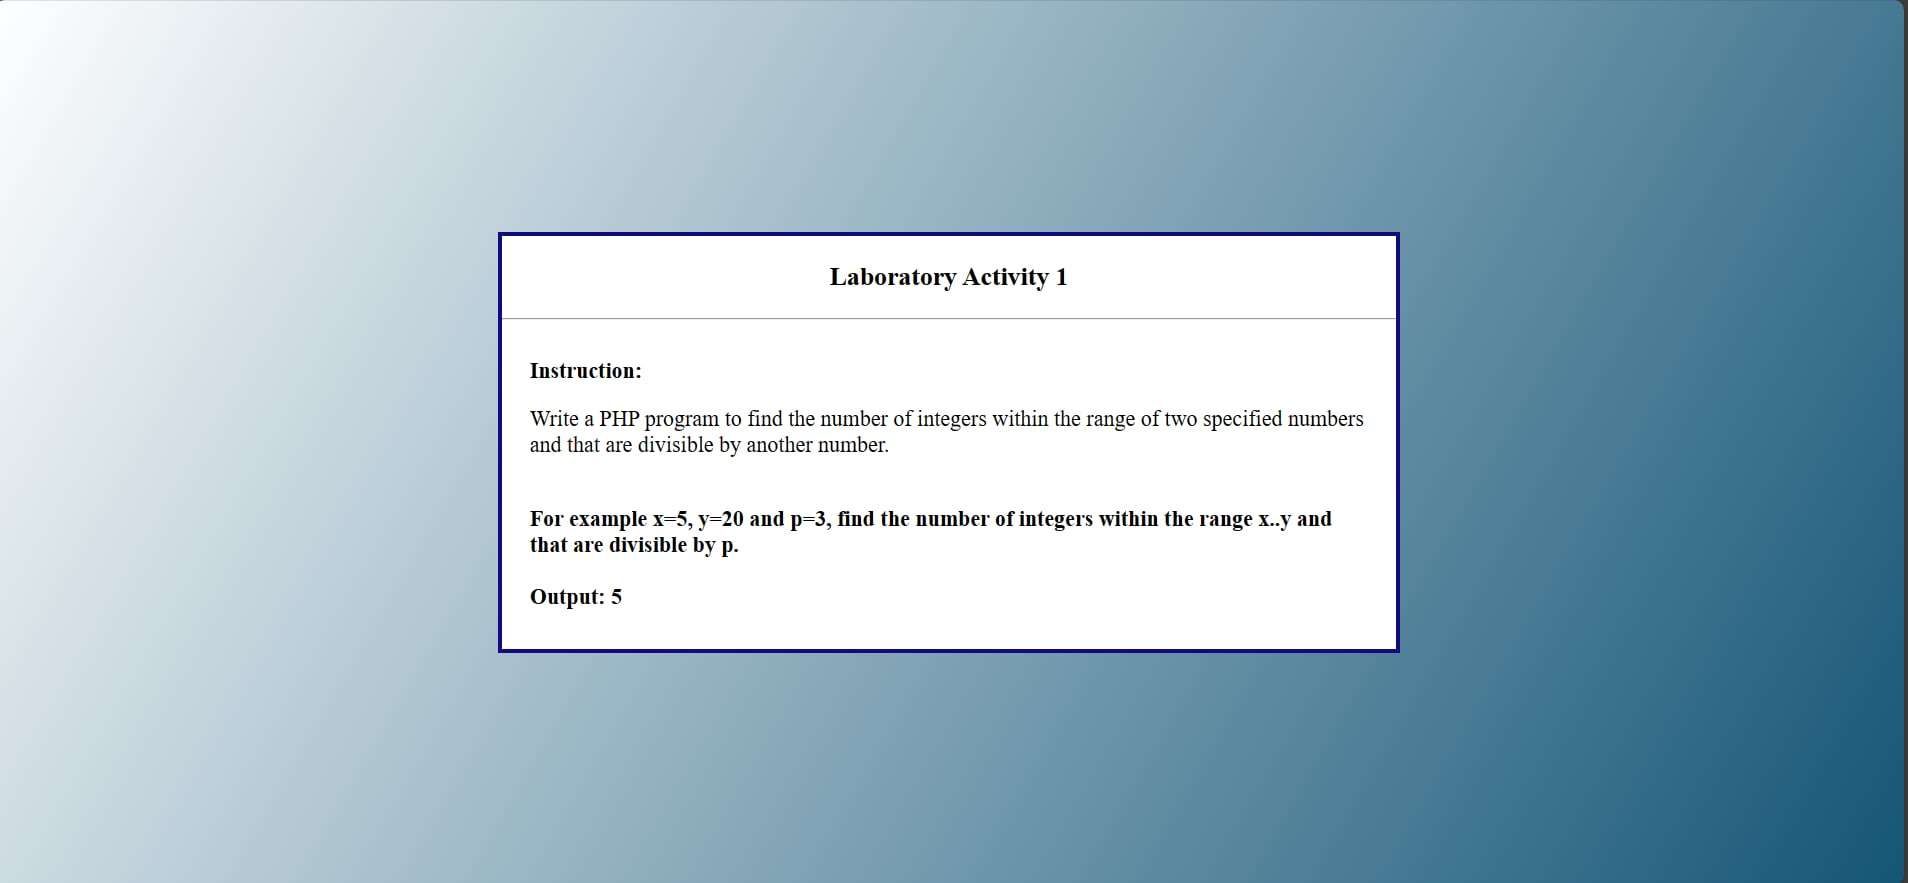 Laboratory Activity 1
Instruction:
Write a PHP program to find the number of integers within the range of two specified numbers
and that are divisible by another number.
For example x=5, y=20 and p=3, find the number of integers within the range x..y and
that are divisible by p.
Output: 5